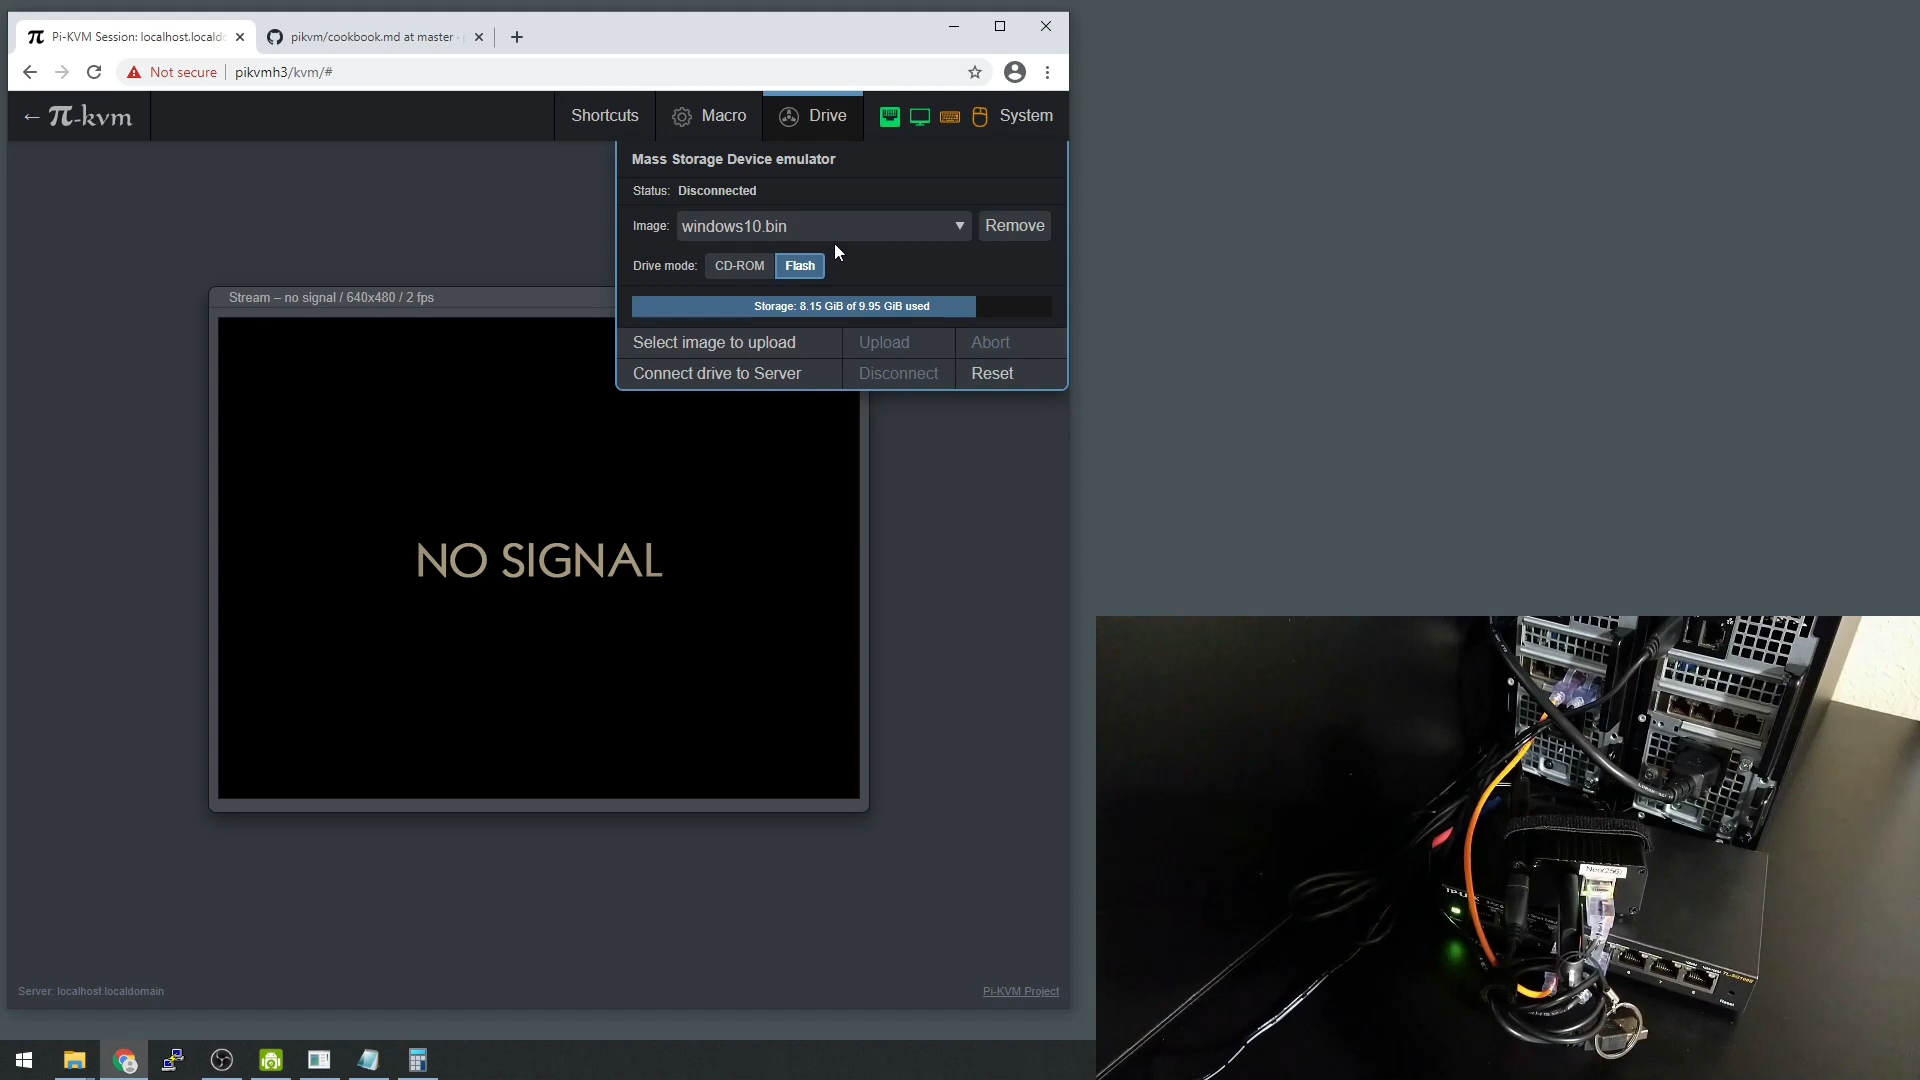 Pi-KVM Session: localhost.locald
pikvm/cookbook.md at master ·
Not secure
pikvmh3/kvm/#
← π-kvm
Shortcuts
Macro
Drive
System
Mass Storage Device emulator
Status: Disconnected
Image: windows10.bin ▼ Remove
Drive mode: CD-ROM Flash
Storage: 8.15 GiB of 9.95 GiB used
Select image to upload Upload Abort
Connect drive to Server Disconnect Reset
Stream – no signal / 640x480 / 2 fps
NO SIGNAL
Server: localhost.localdomain
Pi-KVM Project
Reset